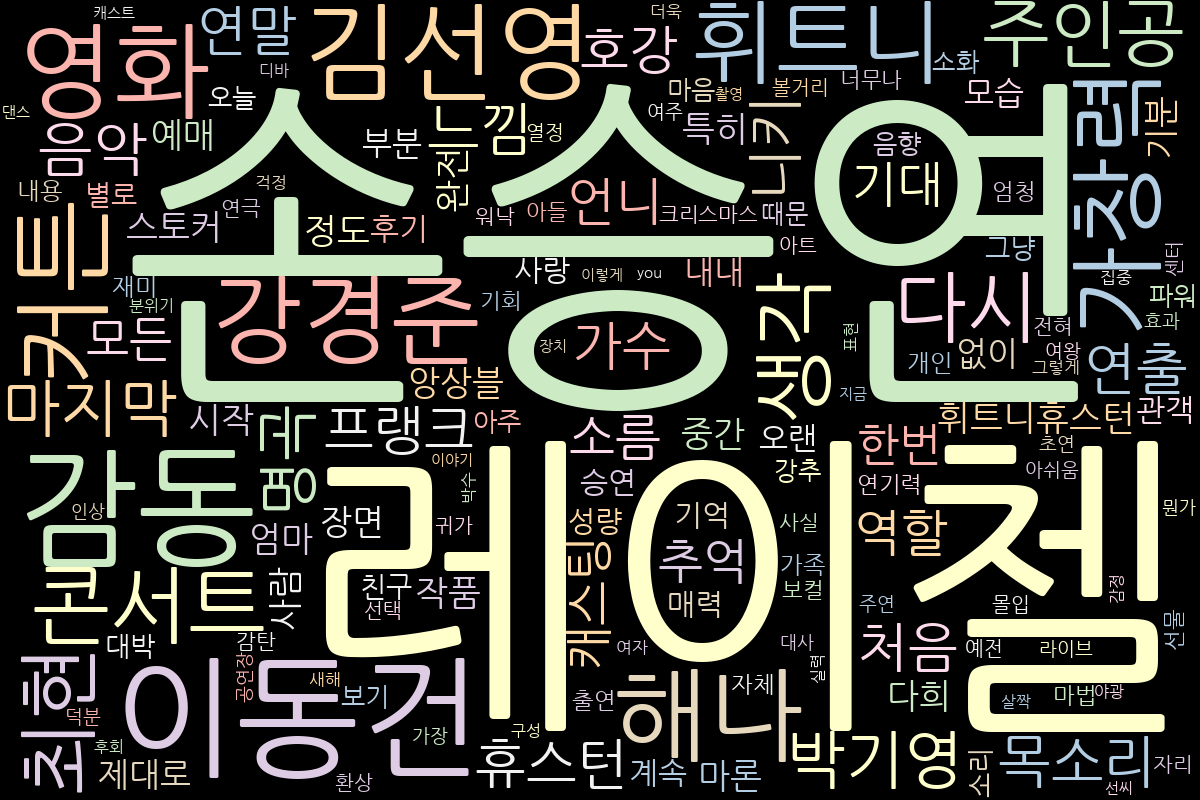 캐스트
더욱
영화
연말
김선영
호강
휘트니
주인공
디바
소화
댄스
오늘
마음
촬영
볼거리
너무나
모습
음악
예매
부분
완전
느낌
열정
여주
특히
니키
음향
가창력
기분
손승연
내용
별로
걱정
연극
워낙
아들
언니
크리스마스
때문
기대
엄청
커튼
스토커
정도
후기
아트
그냥
센터
사랑
이렇게
you
내내
재미
분위기
강경준
기회
생각
다시
집중
파워
모든
장치
가수
표현
전혀
효과
앙상블
개인
없이
여왕
그렇게
연출
마지막
시작
명곡
프랭크
아주
지금
휘트니휴스턴
관객
소름
중간
오랜
한번
초연
감동
이야기
박수
승연
강추
연기력
아쉬움
레이첼
인상
엄마
장면
귀가
성량
기억
사실
역할
뭔가
콘서트
사람
친구
작품
선택
캐스팅
추억
매력
가족
보컬
주연
몰입
감정
대박
감탄
여자
대사
실력
처음
예전
라이브
선물
최현
이동건
공연장
새해
보기
출연
해나
자체
다희
살짝
마법
야광
덕분
후회
가장
구성
제대로
환상
휴스턴
계속
마론
박기영
소리
목소리
자리
선씨